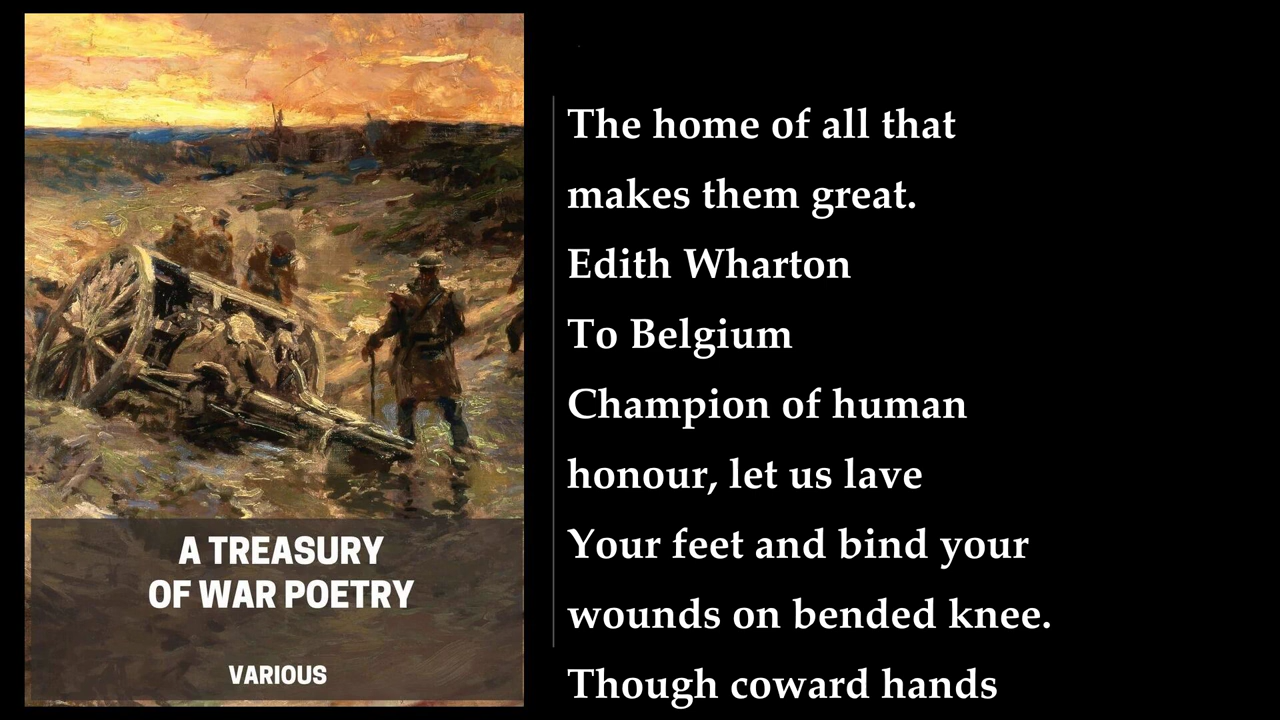 A TREASURY
OF WAR POETRY
VARIOUS
The home of all that
makes them great.
Edith Wharton
To Belgium
Champion of human
honour, let us lave
Your feet and bind your
wounds on bended knee.
Though coward hands